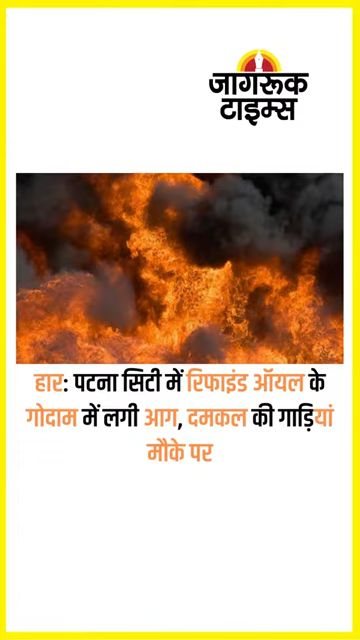 जागरूक
टाइम्स
हार: पटना सिटी में रिफाइंड ऑयल के
गोदाम में लगी आग, दमकल की गाड़ियां
मौके पर